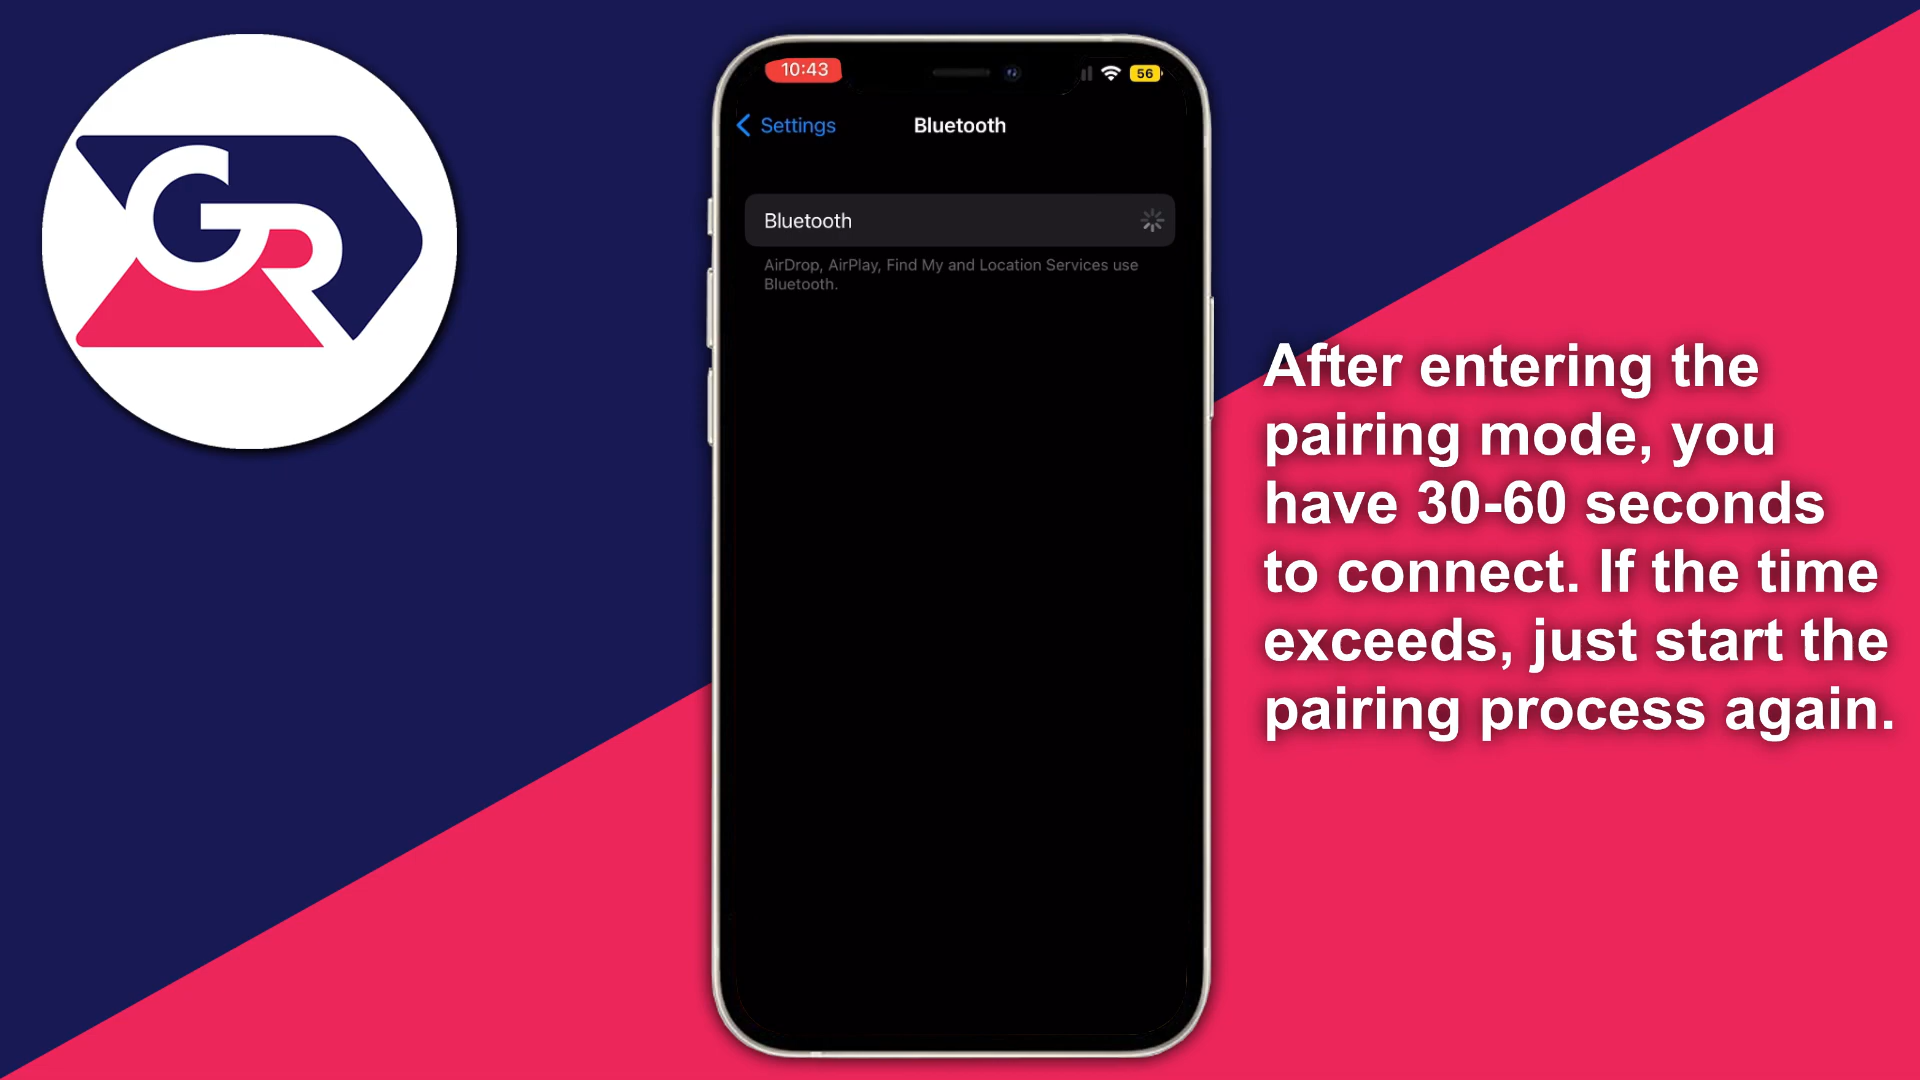 GR
10:43
56
Settings
Bluetooth
Bluetooth
AirDrop, AirPlay, Find My and Location Services use
Bluetooth.
After entering the
pairing mode, you
have 30-60 seconds
to connect. If the time
exceeds, just start the
pairing process again.